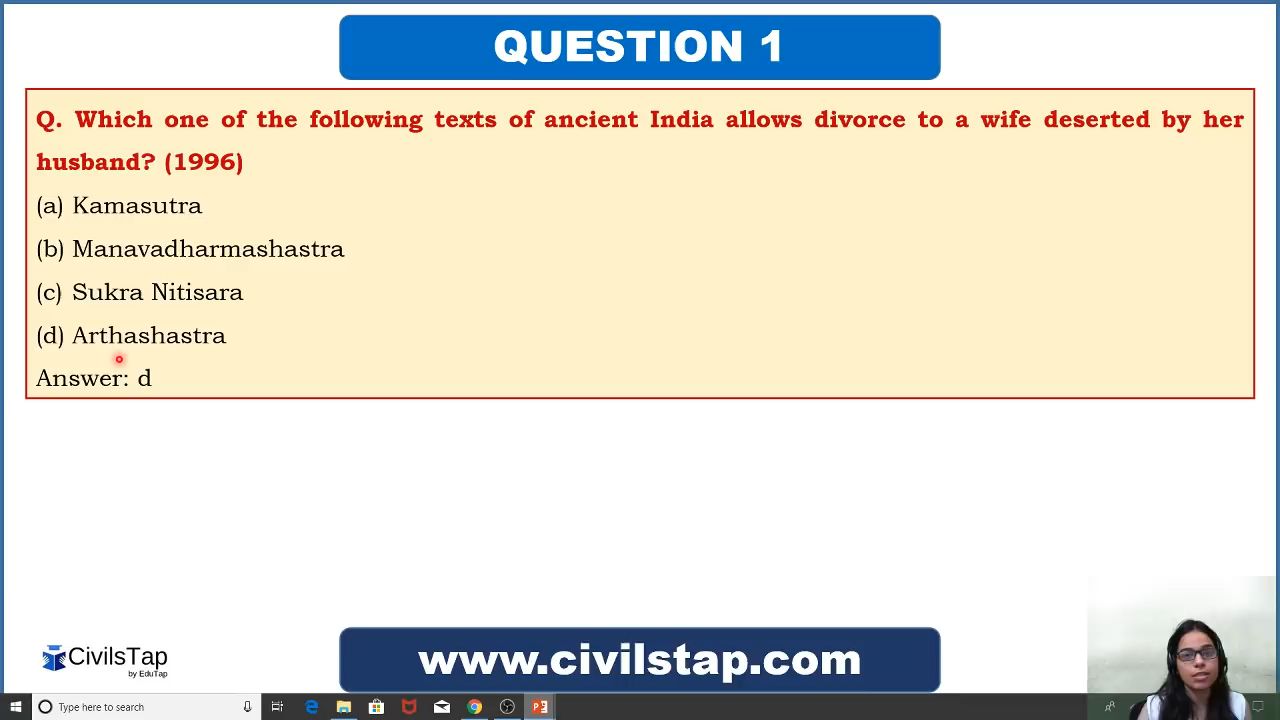 QUESTION 1
Q. Which one of the following texts of ancient India allows divorce to a wife deserted by her
husband? (1996)
(a) Kamasutra
(b) Manavadharmashastra
(c) Sukra Nitisara
(d) Arthashastra
Answer: d
CivilsTap
by EduTap
www.civilstap.com
Type here to search